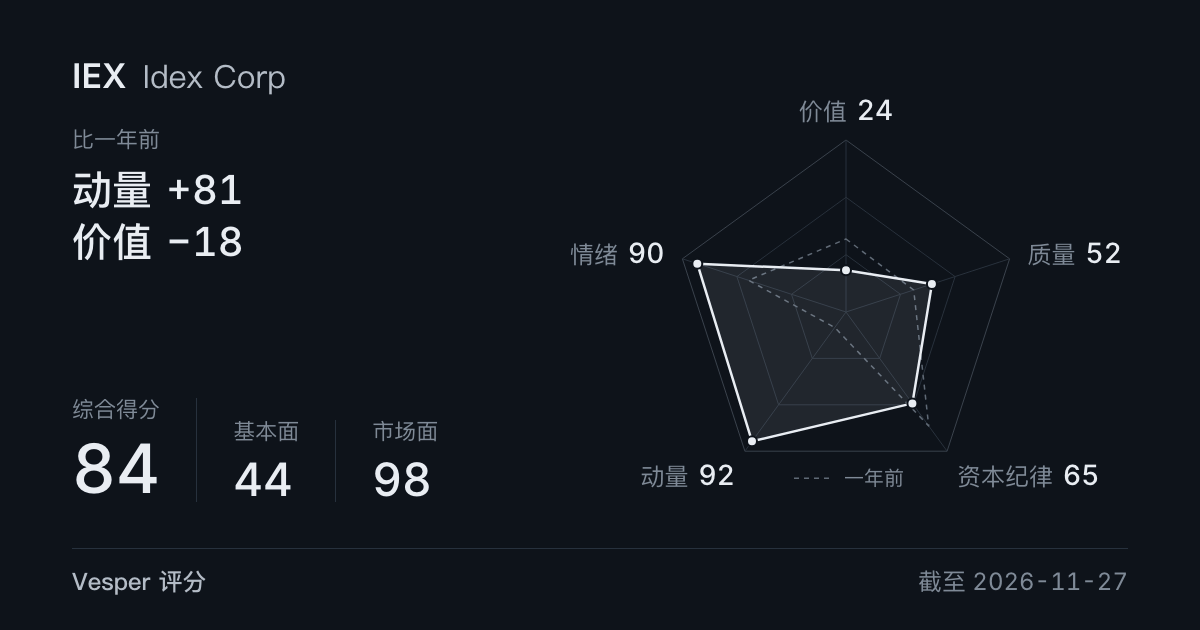 IEX Idex Corp
比一年前
动量 +81
价值 −18
综合得分
84
基本面
44
市场面
98
价值 24
情绪 90
质量 52
动量 92
一年前
资本纪律 65
Vesper 评分
截至 2026-11-27